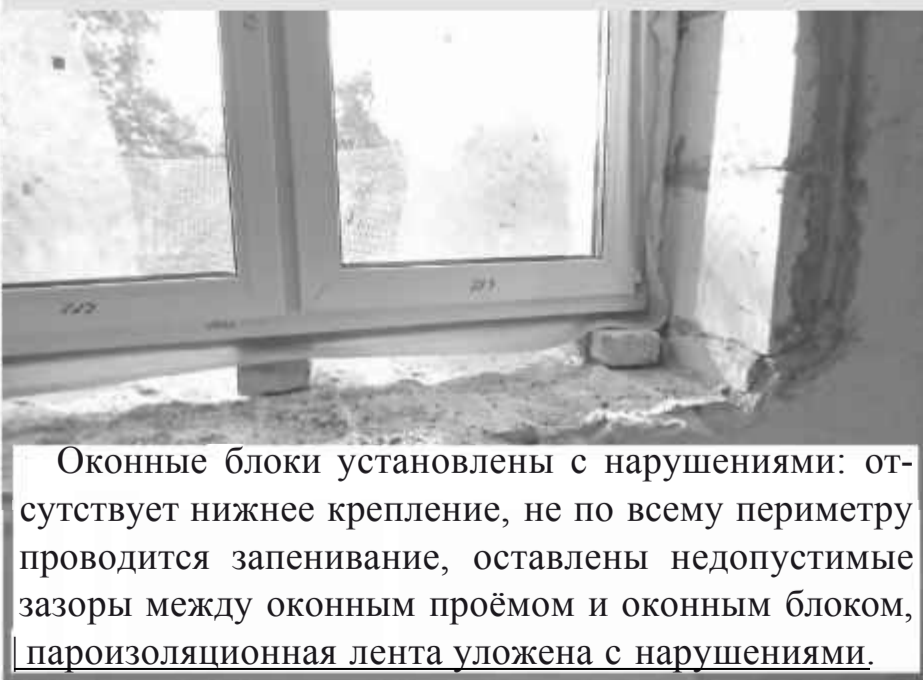 Оконные блоки установлены с нарушениями: от-
сутствует нижнее крепление, не по всему периметру
проводится запенивание, оставлены недопустимые
зазоры между оконным проёмом и оконным блоком,
пароизоляционная лента уложена с нарушениями.